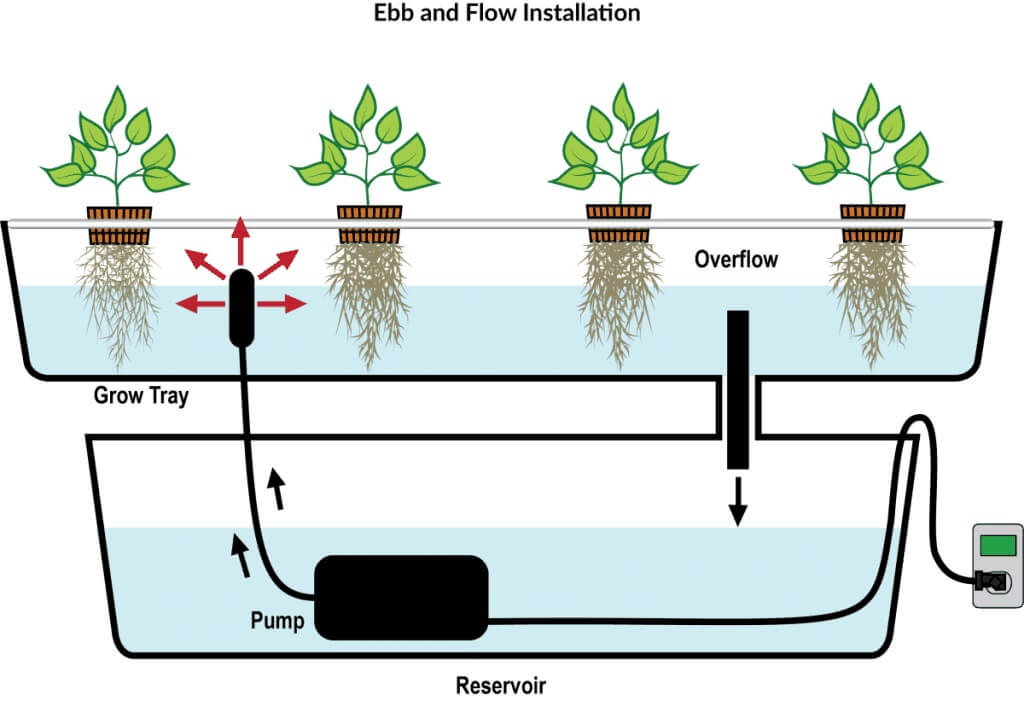 Ebb and Flow Installation
Overflow
Grow Tray
Pump
Reservoir